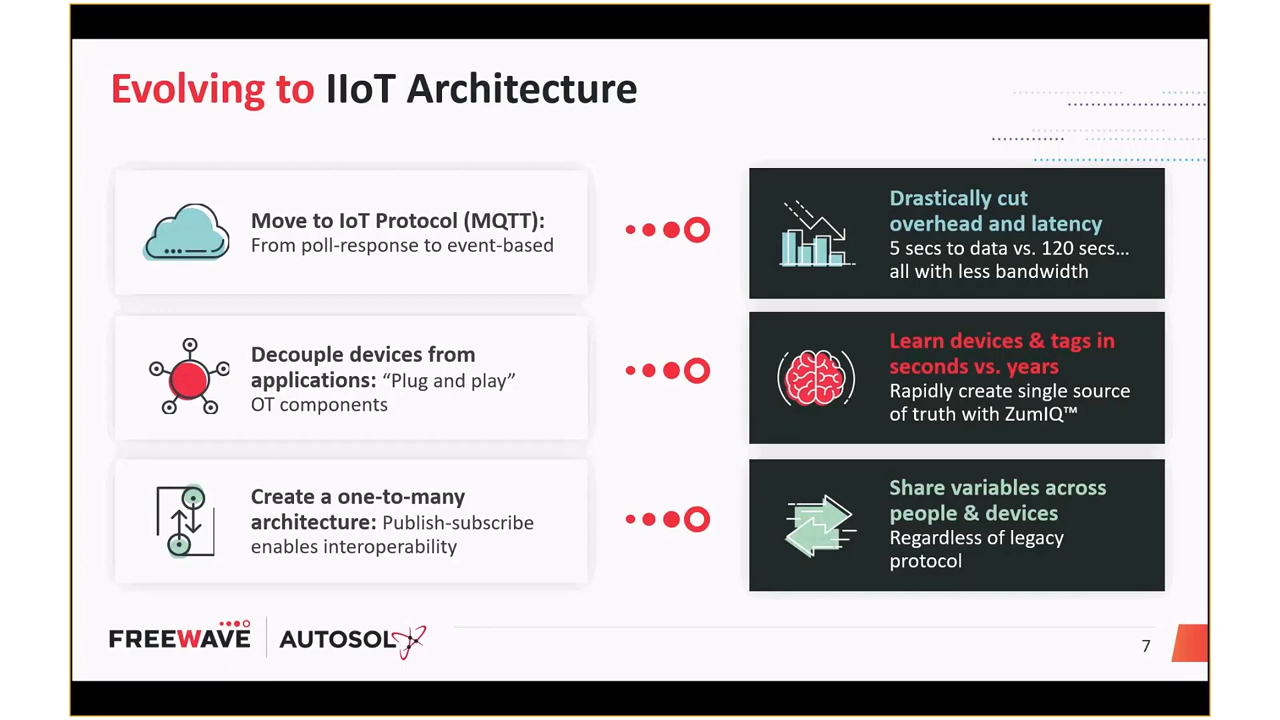 Evolving to IIoT Architecture
Move to IoT Protocol (MQTT):
From poll-response to event-based
Drastically cut
overhead and latency
5 secs to data vs. 120 secs…
all with less bandwidth
Decouple devices from
applications: “Plug and play”
OT components
Learn devices & tags in
seconds vs. years
Rapidly create single source
of truth with ZumIQ™
Create a one-to-many
architecture: Publish-subscribe
enables interoperability
Share variables across
people & devices
Regardless of legacy
protocol
FREEWAVE
AUTOSOL
7